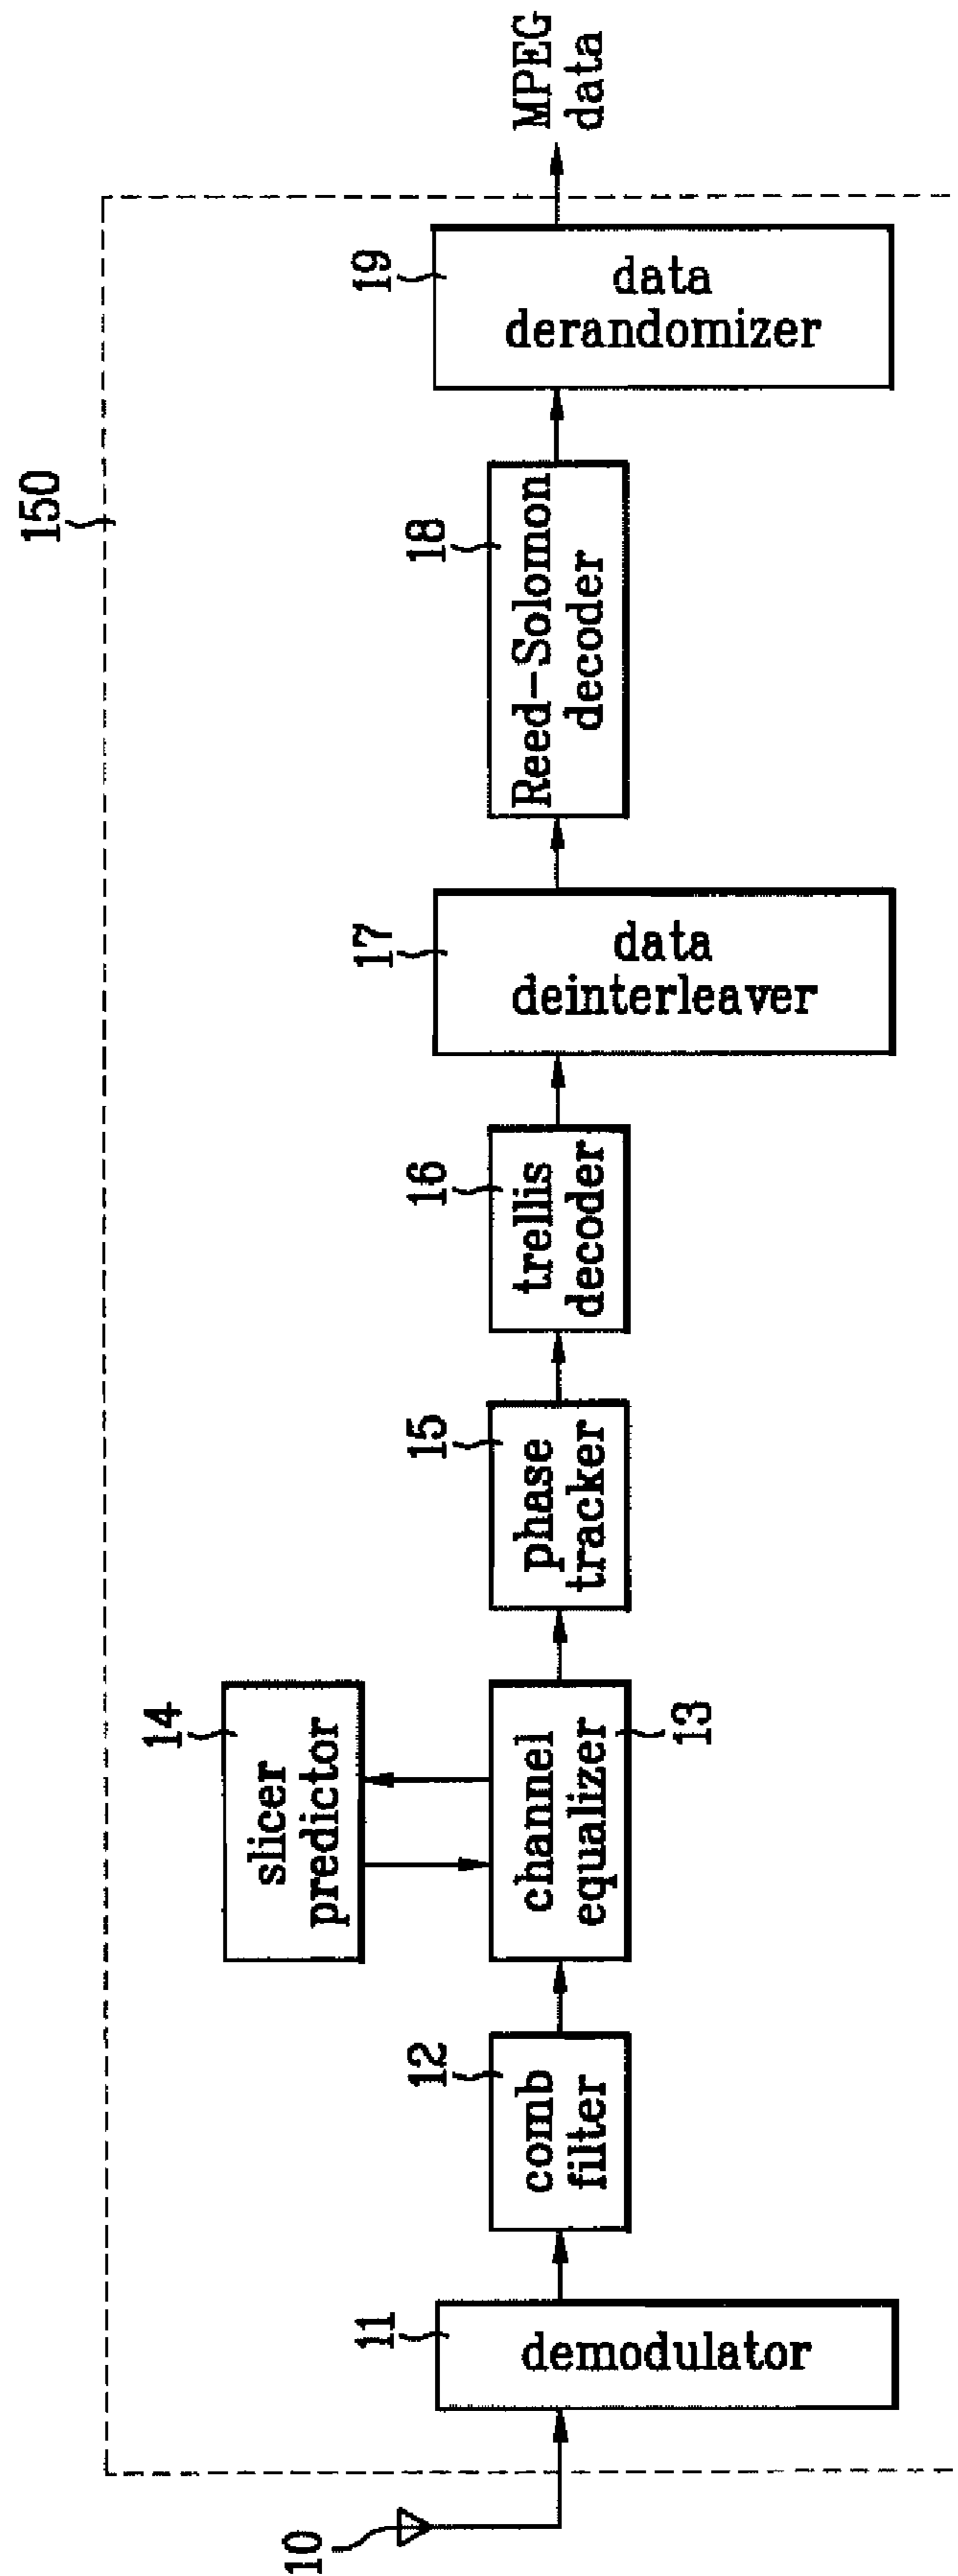 150
10
11
demodulator
12
comb
filter
14
slicer
predictor
channel
equalizer
13
15
phase
tracker
16
trellis
decoder
17
data
deinterleaver
18
Reed-Solomon
decoder
19
data
derandomizer
MPEG
data